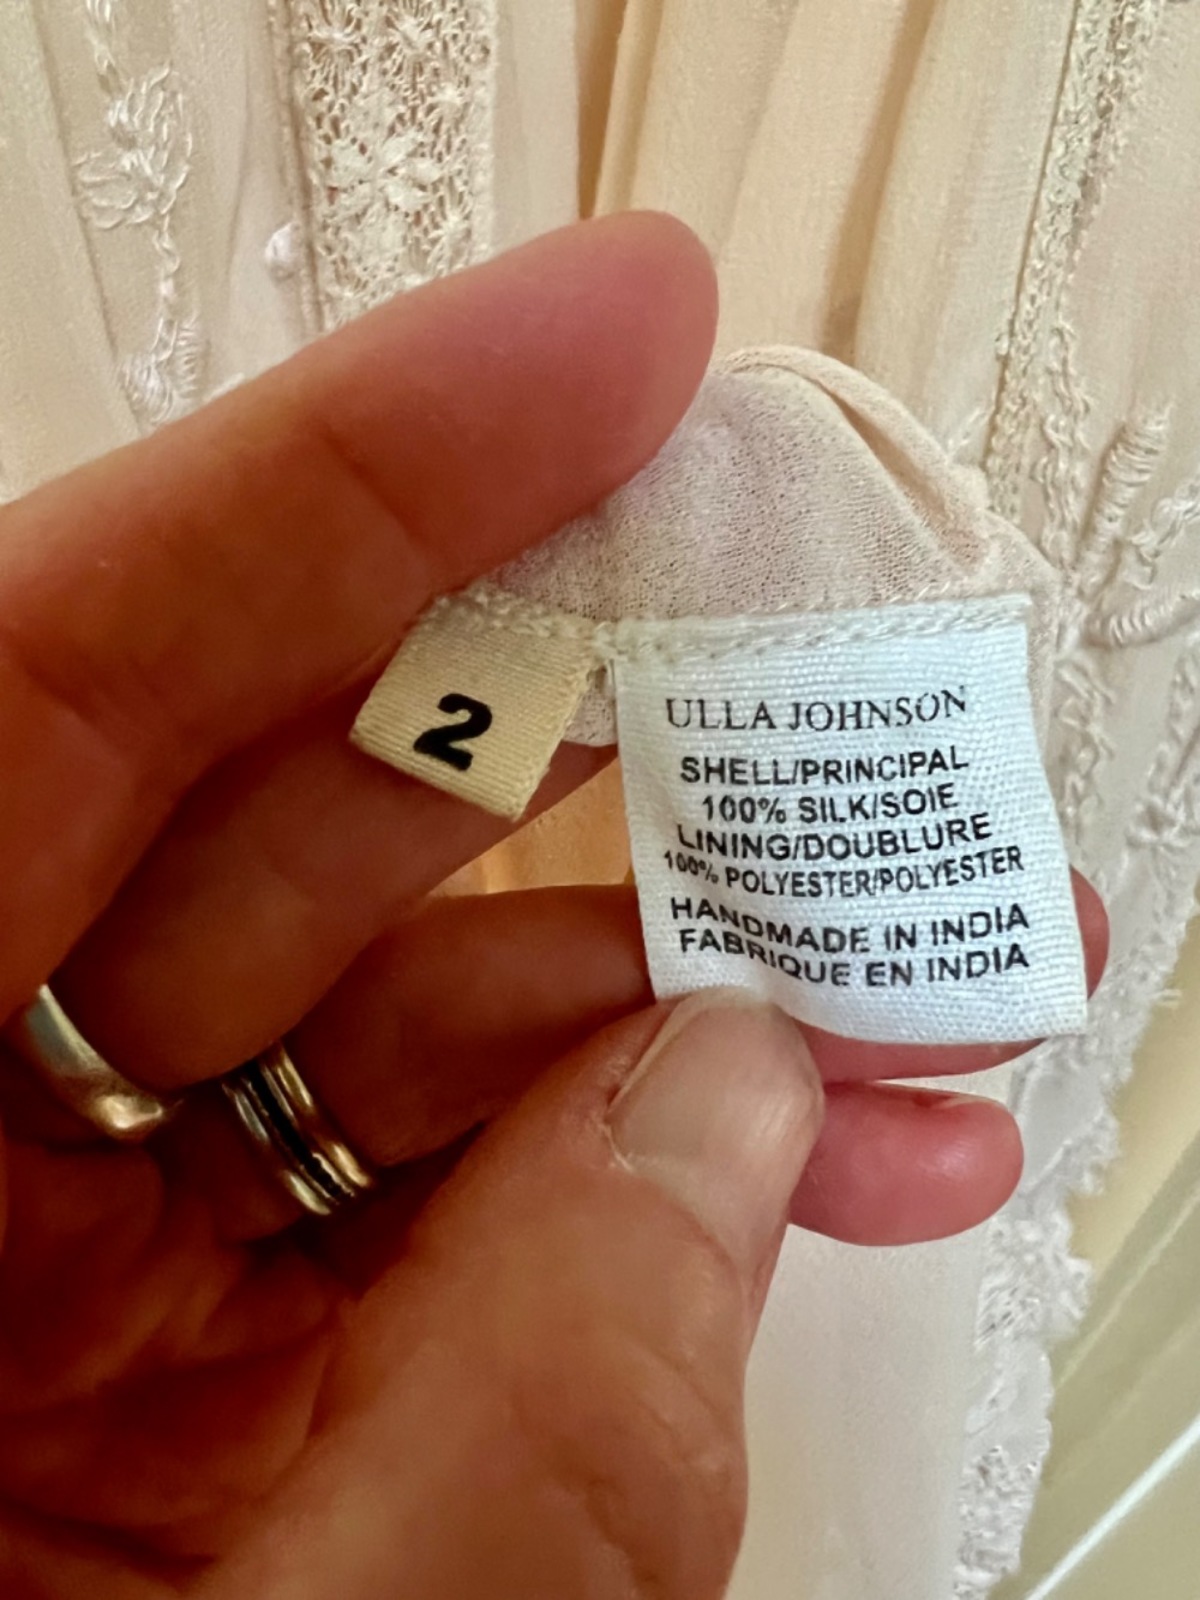 2
ULLA JOHNSON
SHELL/PRINCIPAL
100% SILK/SOIE
LINING/DOUBLURE
100% POLYESTER/POLYESTER
HANDMADE IN INDIA
FABRIQUE EN INDIA